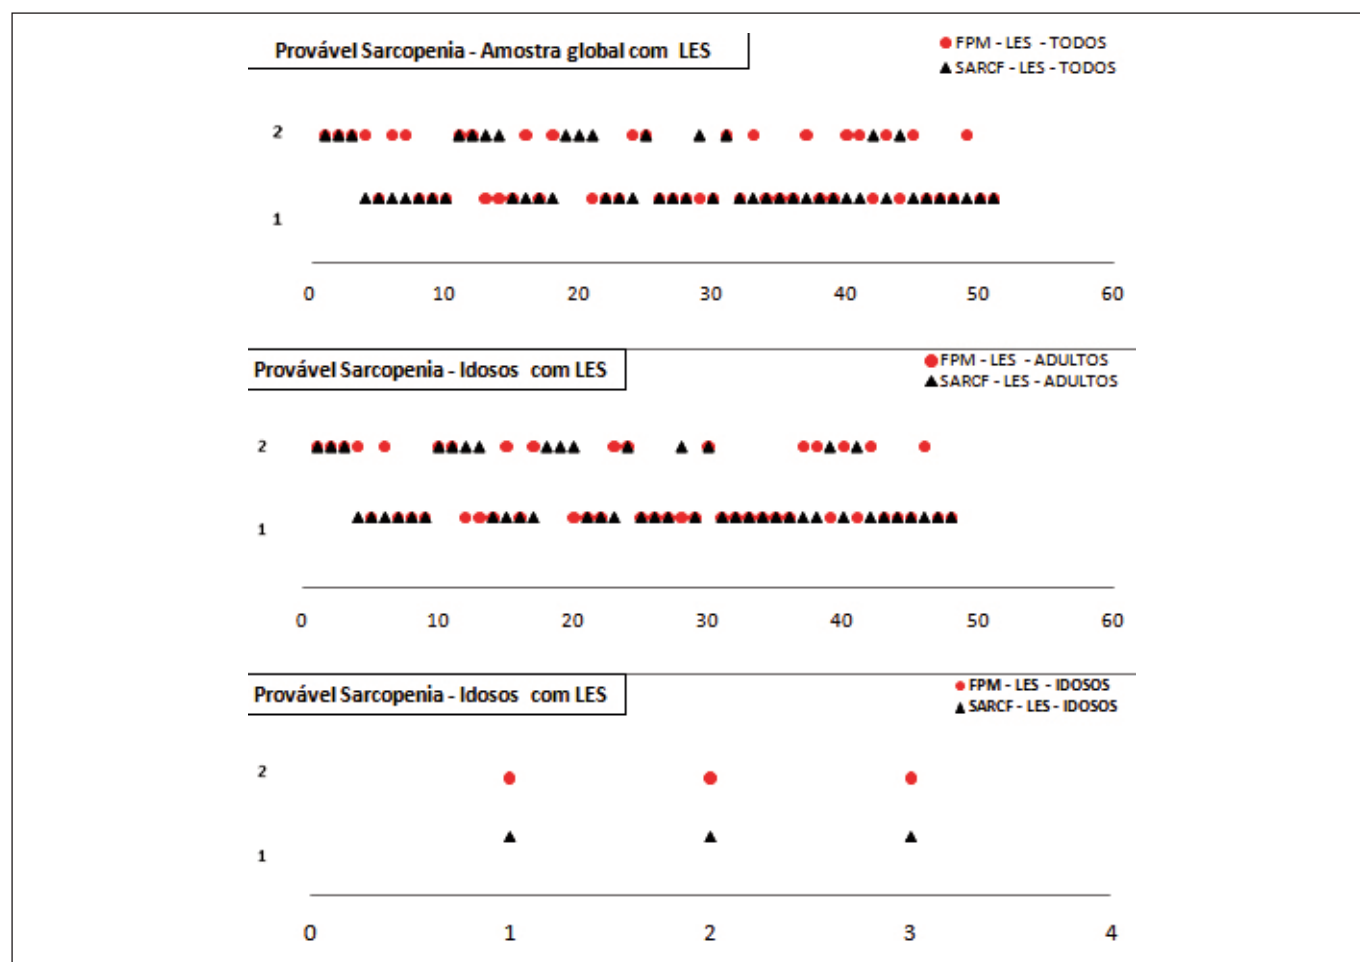 Provável Sarcopenia - Amostra global com LES
FPM - LES - TODOS
SARCF - LES - TODOS
2
1
0 10 20 30 40 50 60
Provável Sarcopenia - Idosos com LES
FPM - LES - ADULTOS
SARCF - LES - ADULTOS
2
1
0 10 20 30 40 50 60
Provável Sarcopenia - Idosos com LES
FPM - LES - IDOSOS
SARCF - LES - IDOSOS
2
1
0 1 2 3 4